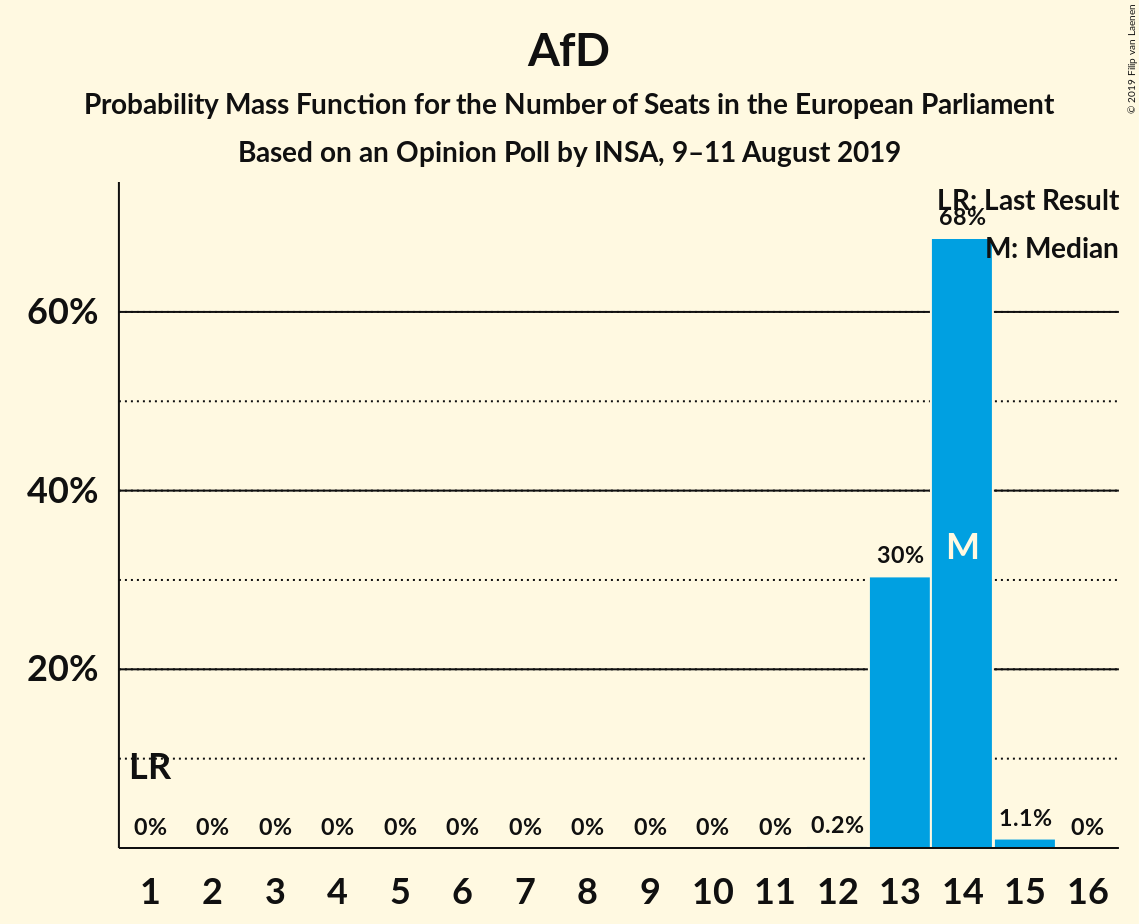 AfD
Probability Mass Function for the Number of Seats in the European Parliament
Based on an Opinion Poll by INSA, 9–11 August 2019
© 2019 Filip van Laenen
LR: Last Result
M: Median
68%
60%
40%
30%
M
20%
LR
0% 0% 0% 0% 0% 0% 0% 0% 0% 0% 0% 0.2% 1.1% 0%
1 2 3 4 5 6 7 8 9 10 11 12 13 14 15 16